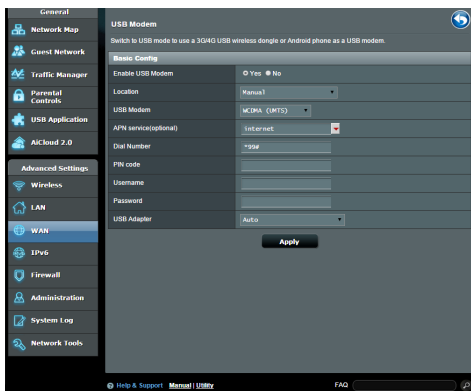 General
Network Map
Guest Network
Traffic Manager
Parental
Controls
USB Application
AiCloud 2.0
Advanced Settings
Wireless
LAN
WAN
IPv6
Firewall
Administration
System Log
Network Tools
USB Modem
Switch to USB mode to use a 3G/4G USB wireless dongle or Android phone as a USB modem.
Basic Config
Enable USB Modem Yes No
Location Manual
USB Modem WCDMA (UMTS)
APN service(optional) internet
Dial Number *99#
PIN code
Username
Password
USB Adapter Auto
Apply
Help & Support Manual | Utility FAQ